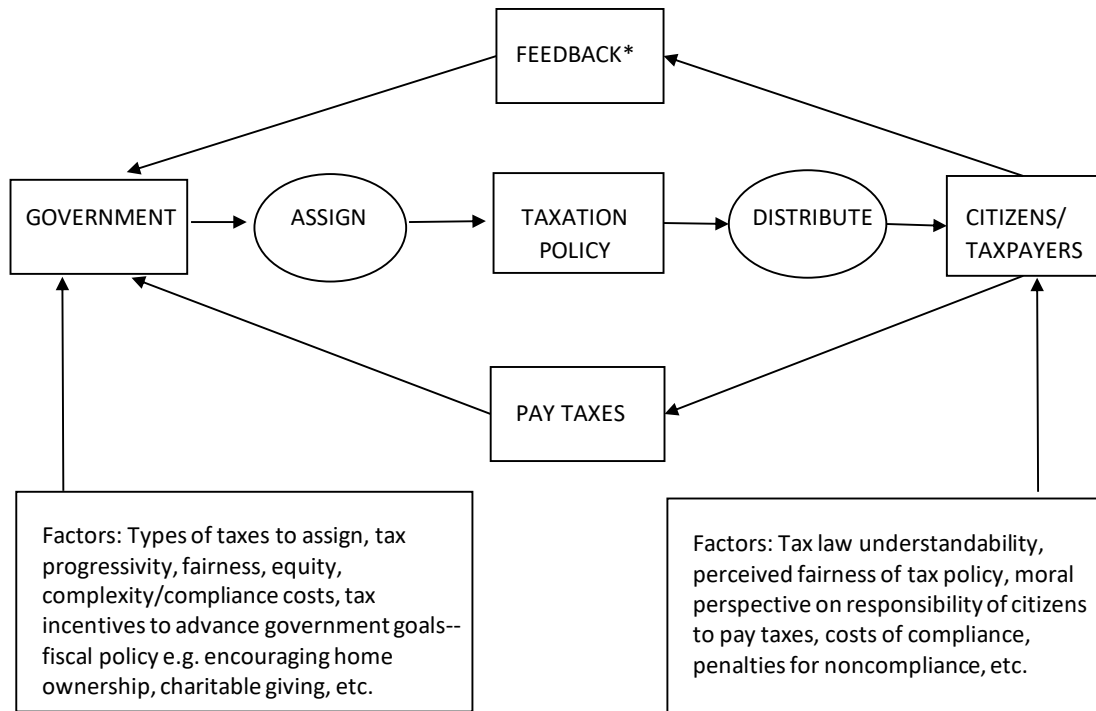 FEEDBACK*
GOVERNMENT
ASSIGN
TAXATION
POLICY
DISTRIBUTE
CITIZENS/
TAXPAYERS
PAY TAXES
Factors: Types of taxes to assign, tax
progressivity, fairness, equity,
complexity/compliance costs, tax
incentives to advance government goals--
fiscal policy e.g. encouraging home
ownership, charitable giving, etc.
Factors: Tax law understandability,
perceived fairness of tax policy, moral
perspective on responsibility of citizens
to pay taxes, costs of compliance,
penalties for noncompliance, etc.